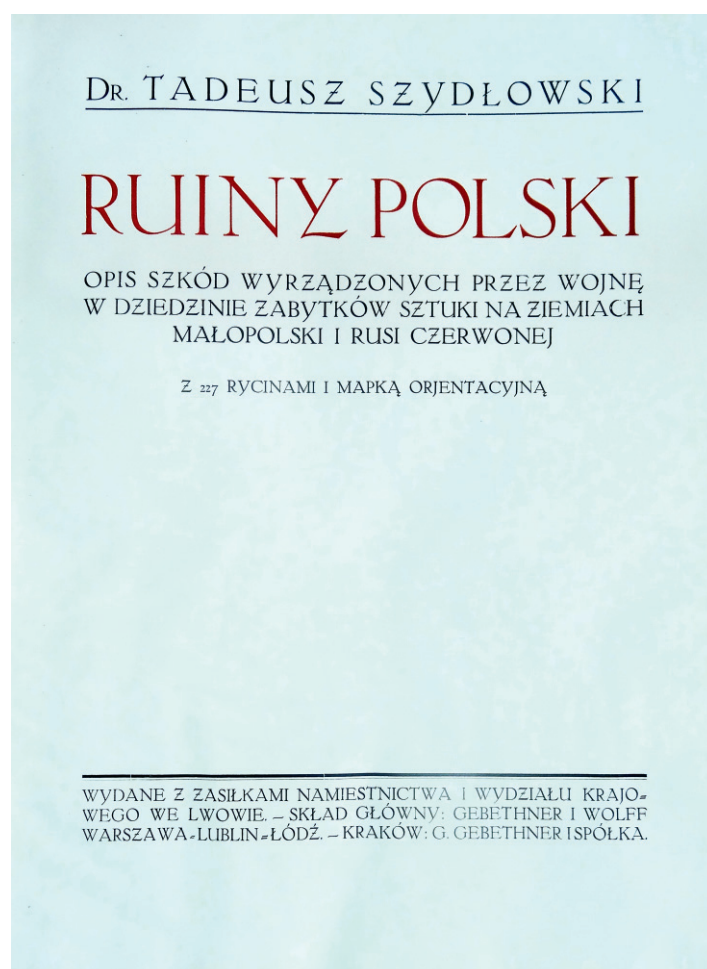 DR. TADEUSZ SZYDŁOWSKI
RUINY POLSKI
OPIS SZKÓD WYRZĄDZONYCH PRZEZ WOJNĘ
W DZIEDZINIE ZABYTKÓW SZTUKI NA ZIEMIACH
MAŁOPOLSKI I RUSI CZERWONEJ
Z 227 RYCINAMI I MAPKĄ ORJENTACYJNĄ
WYDANE Z ZASIŁKAMI NAMIESTNICTWA I WYDZIAŁU KRAJO=
WEGO WE LWOWIE. – SKŁAD GŁÓWNY: GEBETHNER I WOLFF
WARSZAWA-LUBLIN=ŁÓDŹ. – KRAKÓW: G. GEBETHNER I SPÓŁKA.